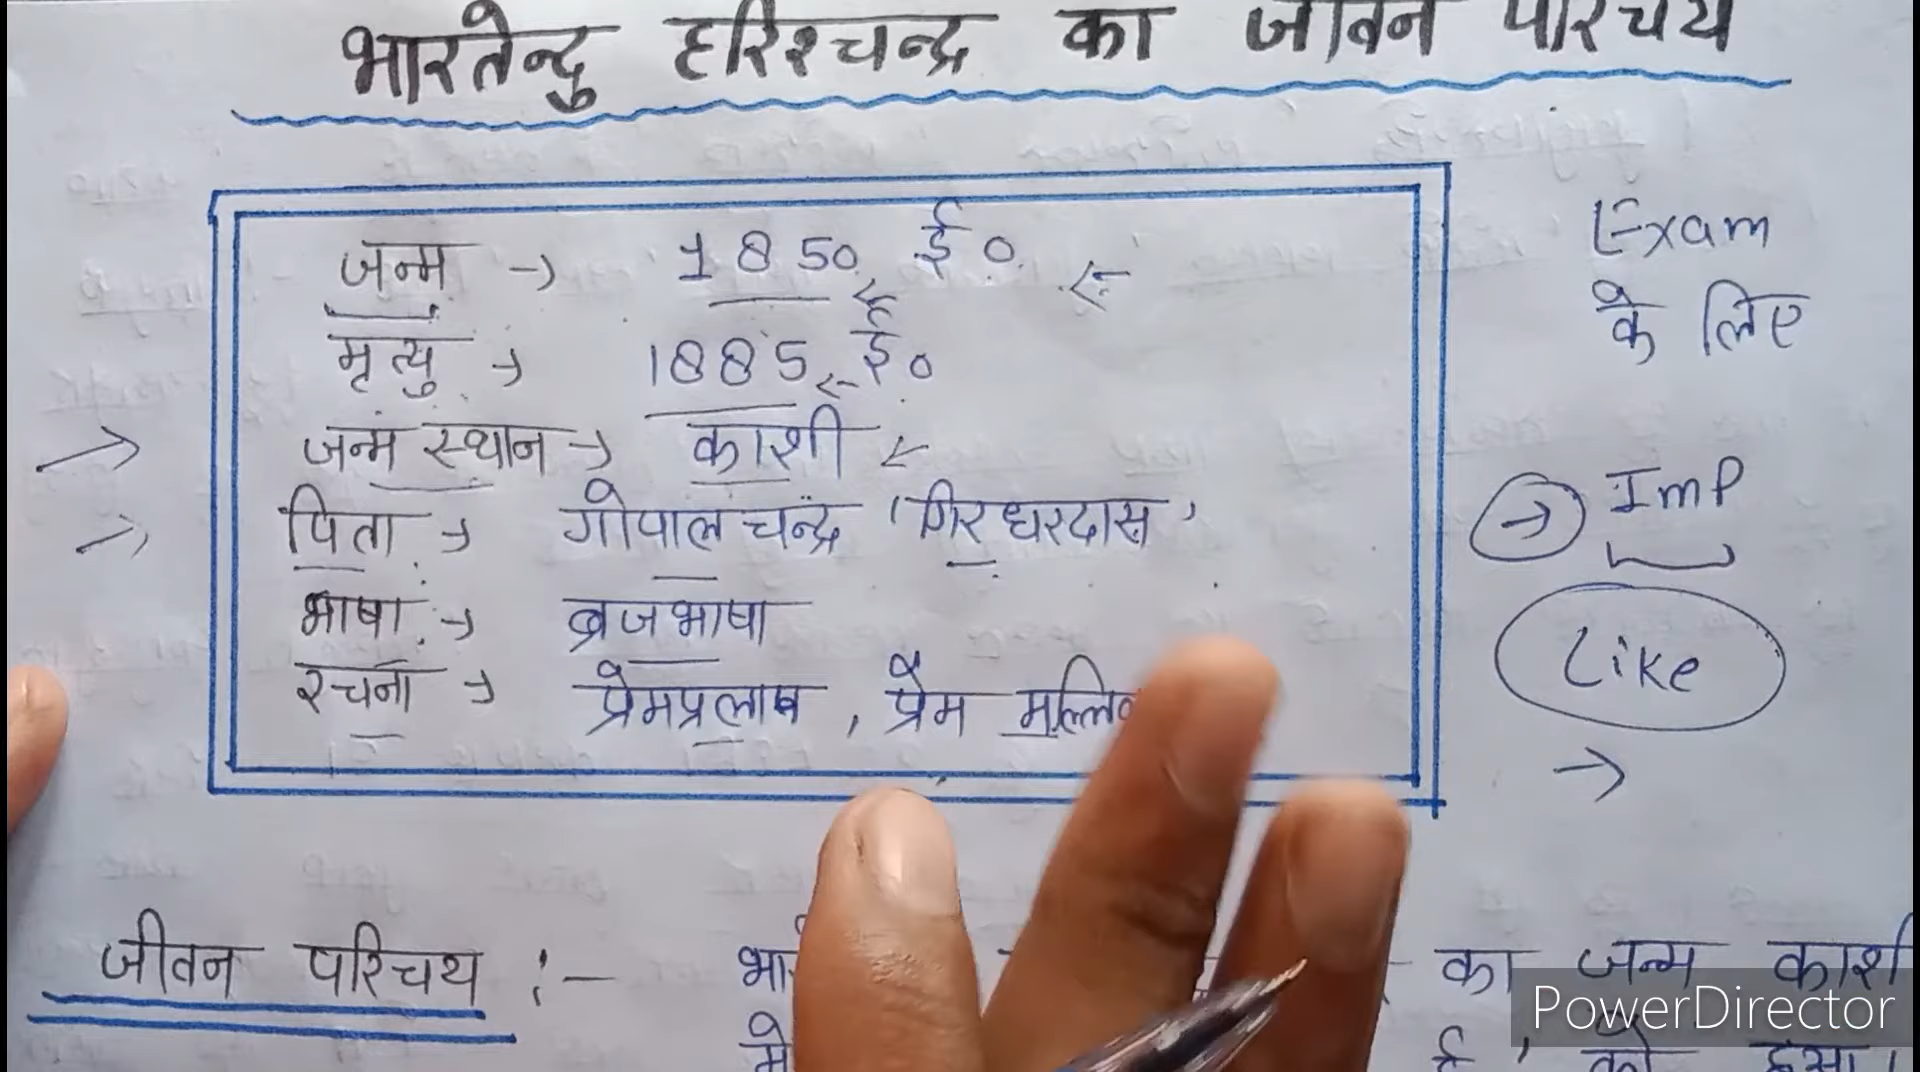 भारतेन्दु हरिश्चन्द्र का जीवन परिचय
जन्म → 1850 ई०
मृत्यु → 1885 ई०
जन्म स्थान → काशी
पिता → गोपाल चन्द्र 'गिरधरदास'
भाषा → ब्रजभाषा
रचना → प्रेमप्रलाप, प्रेम
Exam
के लिए
→ Imp
Like
→
जीवन परिचय :- का जन्म
में को हुआ।
PowerDirector